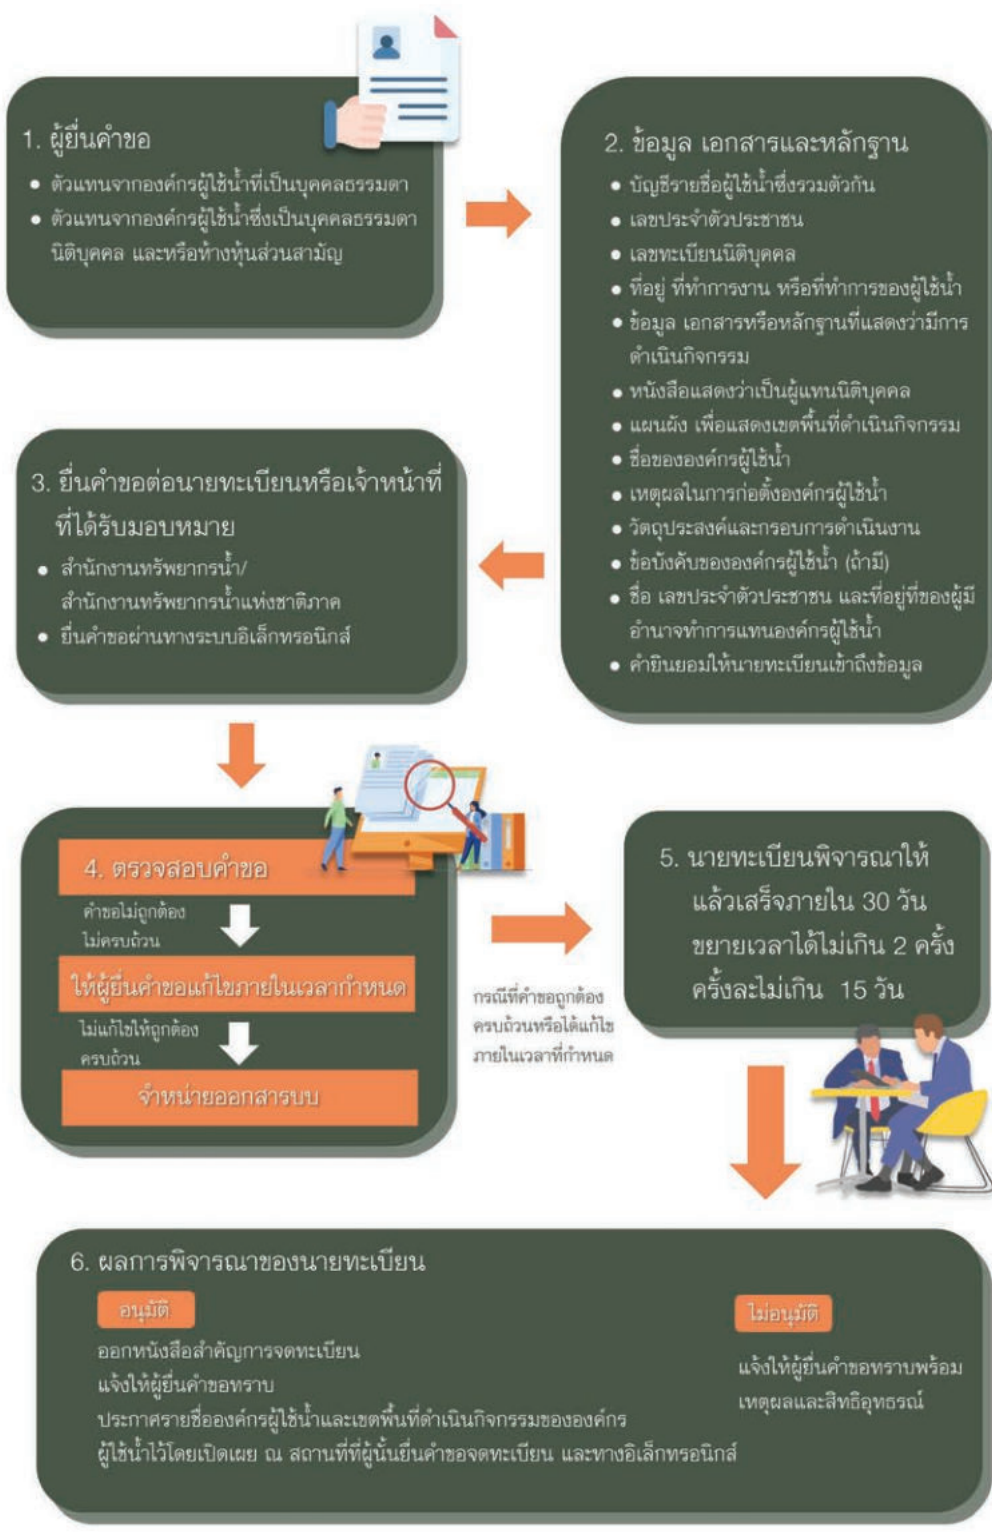 1. ผู้ยื่นคำขอ
• ตัวแทนจากองค์กรผู้ใช้น้ำที่เป็นบุคคลธรรมดา
• ตัวแทนจากองค์กรผู้ใช้น้ำซึ่งเป็นบุคคลธรรมดา
นิติบุคคล และหรือห้างหุ้นส่วนสามัญ
2. ข้อมูล เอกสารและหลักฐาน
• บัญชีรายชื่อผู้ใช้น้ำซึ่งรวมตัวกัน
• เลขประจำตัวประชาชน
• เลขทะเบียนนิติบุคคล
• ที่อยู่ ที่ทำการงาน หรือที่ทำการของผู้ใช้น้ำ
• ข้อมูล เอกสารหรือหลักฐานที่แสดงว่ามีการ
ดำเนินกิจกรรม
• หนังสือแสดงว่าเป็นผู้แทนนิติบุคคล
• แผนผัง เพื่อแสดงเขตพื้นที่ดำเนินกิจกรรม
• ชื่อขององค์กรผู้ใช้น้ำ
• เหตุผลในการก่อตั้งองค์กรผู้ใช้น้ำ
• วัตถุประสงค์และกรอบการดำเนินงาน
• ข้อบังคับขององค์กรผู้ใช้น้ำ (ถ้ามี)
• ชื่อ เลขประจำตัวประชาชน และที่อยู่ที่ของผู้มี
อำนาจทำการแทนองค์กรผู้ใช้น้ำ
• คำยินยอมให้นายทะเบียนเข้าถึงข้อมูล
3. ยื่นคำขอต่อนายทะเบียนหรือเจ้าหน้าที่
ที่ได้รับมอบหมาย
• สำนักงานทรัพยากรน้ำ/
สำนักงานทรัพยากรน้ำแห่งชาติภาค
• ยื่นคำขอผ่านทางระบบอิเล็กทรอนิกส์
4. ตรวจสอบคำขอ
คำขอไม่ถูกต้อง
ไม่ครบถ้วน
ให้ผู้ยื่นคำขอแก้ไขภายในเวลากำหนด
ไม่แก้ไขให้ถูกต้อง
ครบถ้วน
จำหน่ายออกสารบบ
กรณีที่คำขอถูกต้อง
ครบถ้วนหรือได้แก้ไข
ภายในเวลาที่กำหนด
5. นายทะเบียนพิจารณาให้
แล้วเสร็จภายใน 30 วัน
ขยายเวลาได้ไม่เกิน 2 ครั้ง
ครั้งละไม่เกิน 15 วัน
6. ผลการพิจารณาของนายทะเบียน
อนุมัติ
ออกหนังสือสำคัญการจดทะเบียน
แจ้งให้ผู้ยื่นคำขอทราบ
ประกาศรายชื่อองค์กรผู้ใช้น้ำและเขตพื้นที่ดำเนินกิจกรรมขององค์กร
ผู้ใช้น้ำไว้โดยเปิดเผย ณ สถานที่ที่ผู้นั้นยื่นคำขอจดทะเบียน และทางอิเล็กทรอนิกส์
ไม่อนุมัติ
แจ้งให้ผู้ยื่นคำขอทราบพร้อม
เหตุผลและสิทธิอุทธรณ์